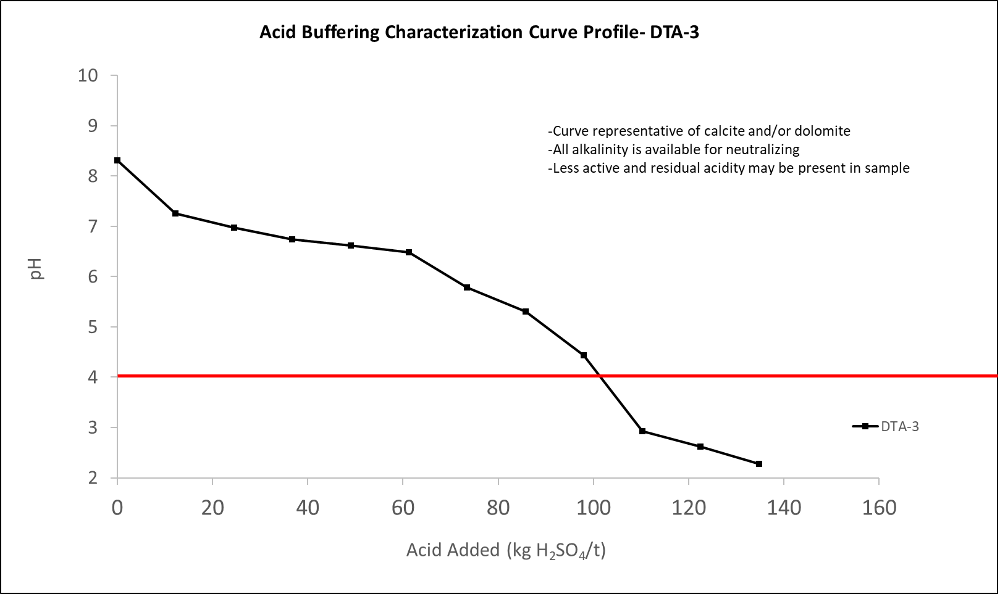 Acid Buffering Characterization Curve Profile- DTA-3
10
9
8
7
6
5
4
3
2
pH
-Curve representative of calcite and/or dolomite
-All alkalinity is available for neutralizing
-Less active and residual acidity may be present in sample
DTA-3
0 20 40 60 80 100 120 140 160
Acid Added (kg H₂SO₄/t)